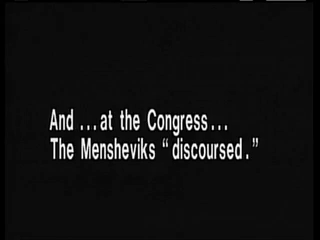 And ...at the Congress...
The Mensheviks “discoursed.”